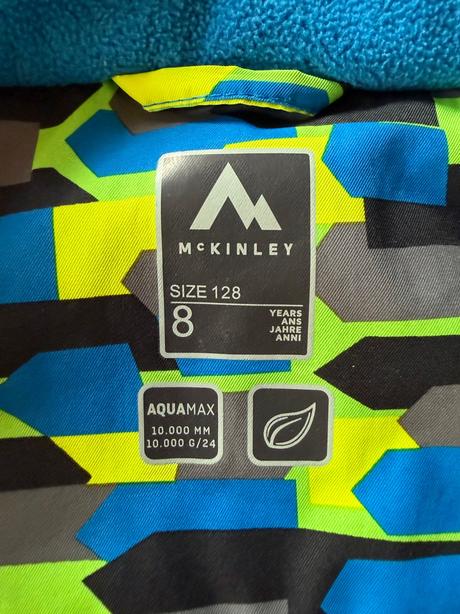 McKINLEY
SIZE 128
8
YEARS
ANS
JAHRE
ANNI
AQUAMAX
10.000 MM
10.000 G/24